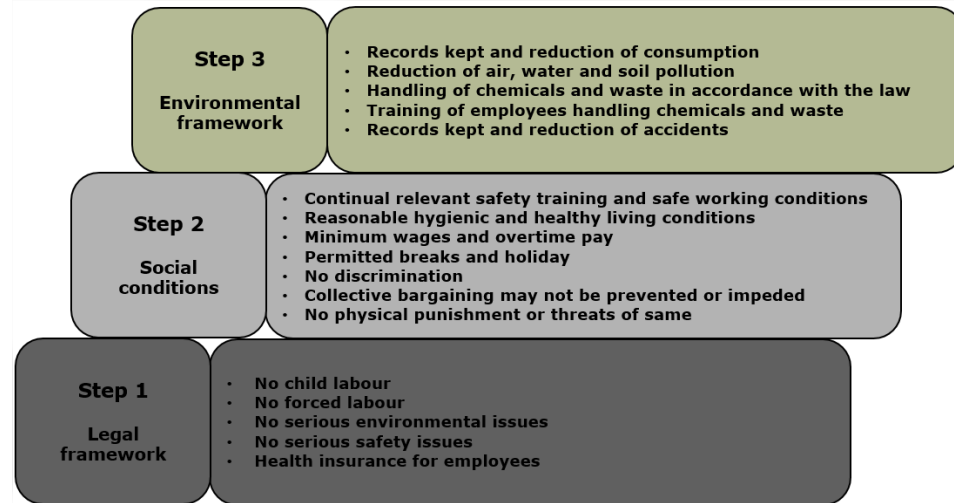 Step 3
Environmental
framework
• Records kept and reduction of consumption
• Reduction of air, water and soil pollution
• Handling of chemicals and waste in accordance with the law
• Training of employees handling chemicals and waste
• Records kept and reduction of accidents
Step 2
Social
conditions
• Continual relevant safety training and safe working conditions
• Reasonable hygienic and healthy living conditions
• Minimum wages and overtime pay
• Permitted breaks and holiday
• No discrimination
• Collective bargaining may not be prevented or impeded
• No physical punishment or threats of same
Step 1
Legal
framework
• No child labour
• No forced labour
• No serious environmental issues
• No serious safety issues
• Health insurance for employees